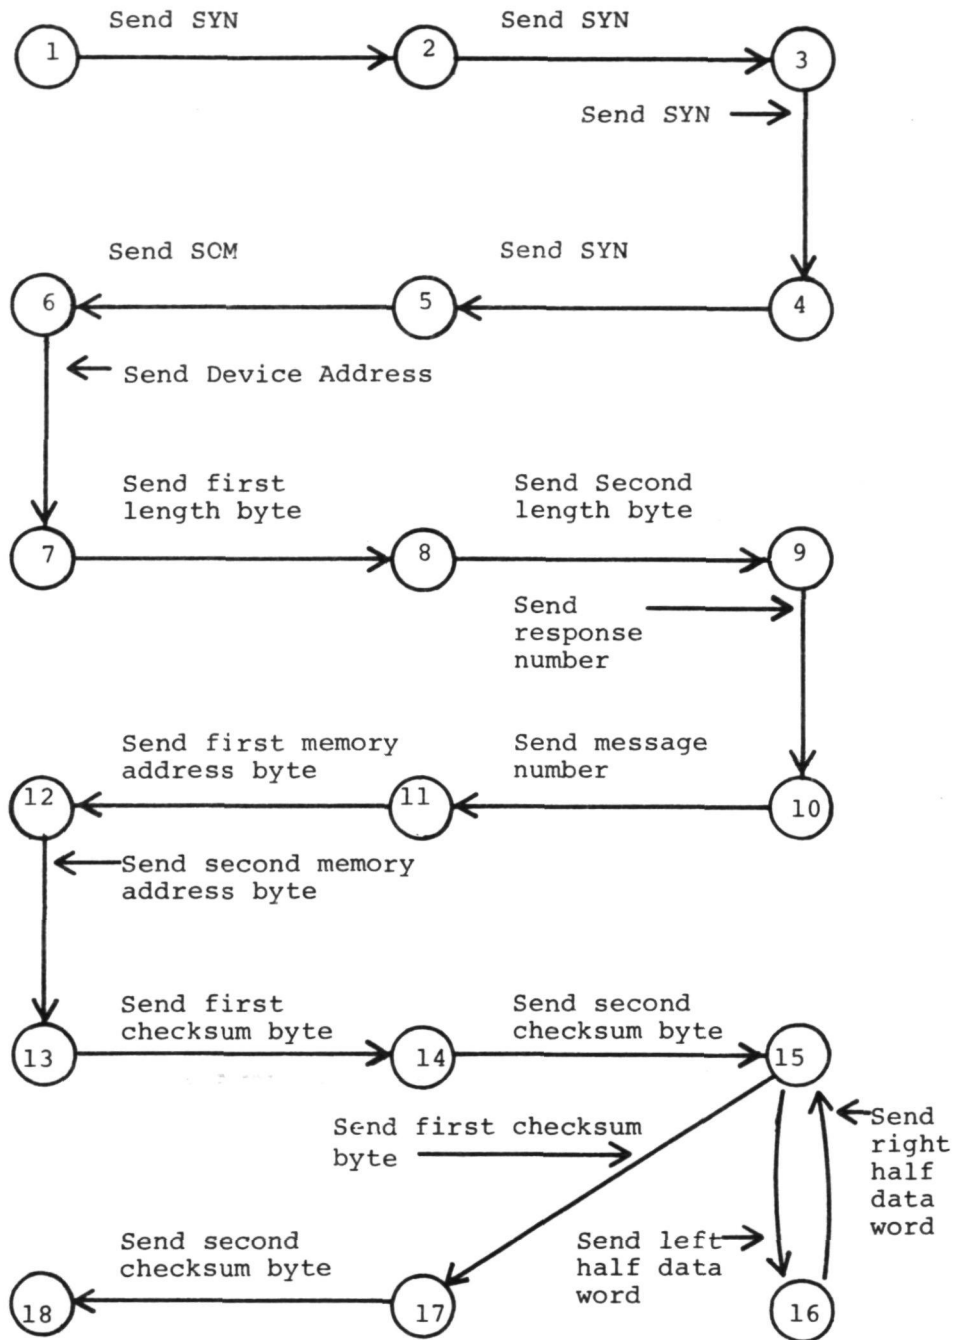 Send SYN
Send SYN
1
2
3
Send SYN
Send SOM
Send SYN
6
5
4
Send Device Address
Send first
length byte
Send Second
length byte
7
8
9
Send
response
number
Send first memory
address byte
Send message
number
12
11
10
Send second memory
address byte
Send first
checksum byte
Send second
checksum byte
13
14
15
Send first checksum
byte
Send
right
half
data
word
Send second
checksum byte
Send left
half data
word
18
17
16